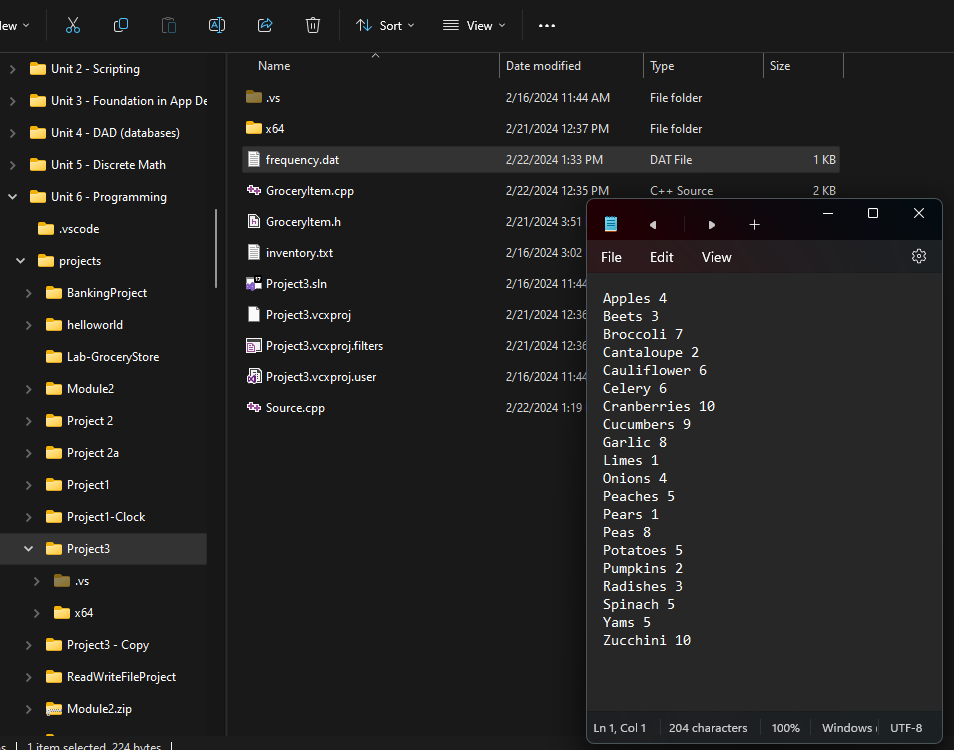 ew
Sort
View
Unit 2 - Scripting
Unit 3 - Foundation in App De
Unit 4 - DAD (databases)
Unit 5 - Discrete Math
Unit 6 - Programming
.vscode
projects
BankingProject
helloworld
Lab-GroceryStore
Module2
Project 2
Project 2a
Project1
Project1-Clock
Project3
.vs
x64
Project3 - Copy
ReadWriteFileProject
Module2.zip
Name Date modified Type Size
.vs 2/16/2024 11:44 AM File folder
x64 2/21/2024 12:37 PM File folder
frequency.dat 2/22/2024 1:33 PM DAT File 1 KB
GroceryItem.cpp 2/22/2024 12:35 PM C++ Source 2 KB
GroceryItem.h 2/21/2024 3:51
inventory.txt 2/16/2024 3:02
Project3.sln 2/16/2024 11:44
Project3.vcxproj 2/21/2024 12:36
Project3.vcxproj.filters 2/21/2024 12:36
Project3.vcxproj.user 2/16/2024 11:44
Source.cpp 2/22/2024 1:19
File Edit View
Apples 4
Beets 3
Broccoli 7
Cantaloupe 2
Cauliflower 6
Celery 6
Cranberries 10
Cucumbers 9
Garlic 8
Limes 1
Onions 4
Peaches 5
Pears 1
Peas 8
Potatoes 5
Pumpkins 2
Radishes 3
Spinach 5
Yams 5
Zucchini 10
Ln 1, Col 1 204 characters 100% Windows UTF-8
1 item selected 224 bytes